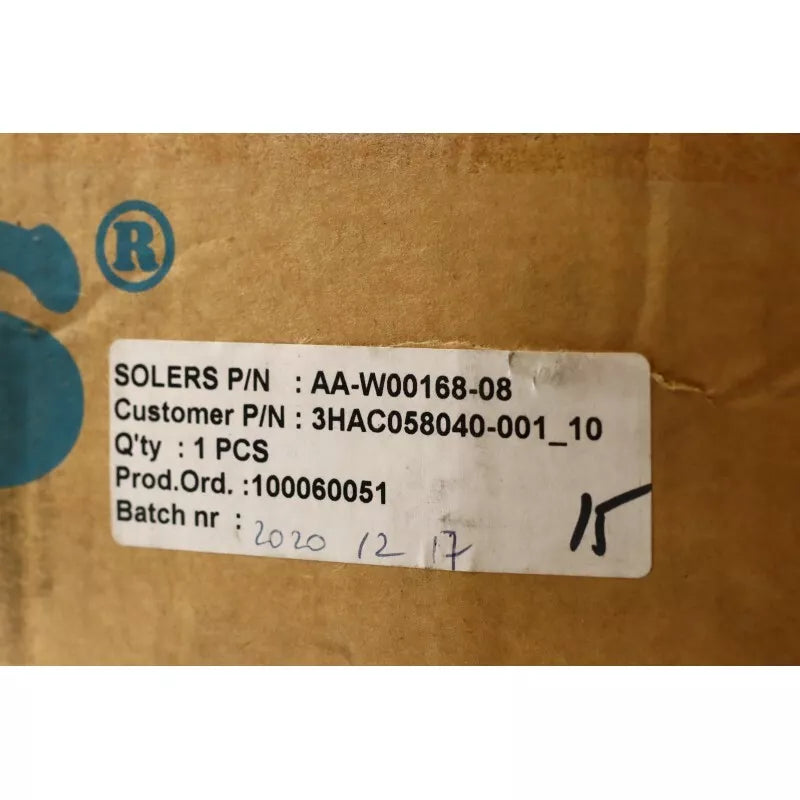 ®
SOLERS P/N : AA-W00168-08
Customer P/N : 3HAC058040-001_10
Q'ty : 1 PCS
Prod.Ord. :100060051
Batch nr : 2020 12 17
15